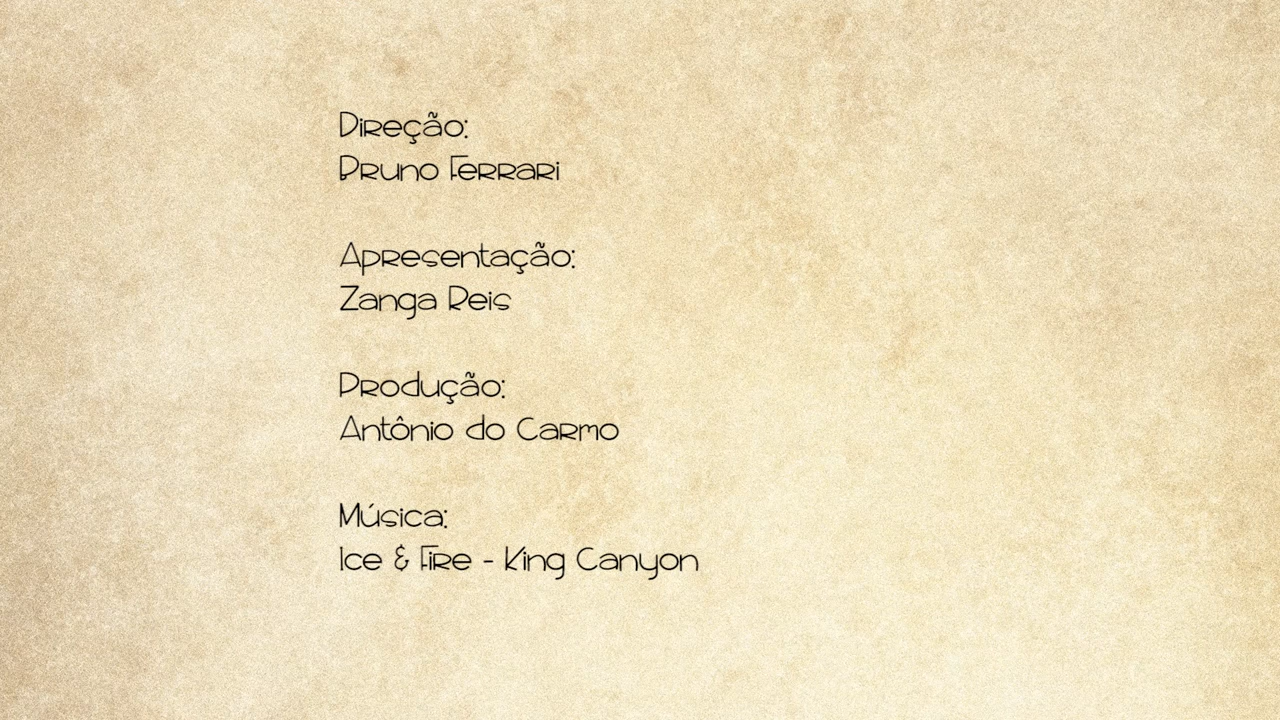 Direção:
Bruno Ferrari
Apresentação:
Zanga Reis
Produção:
Antônio do Carmo
Música:
Ice & Fire - King Canyon